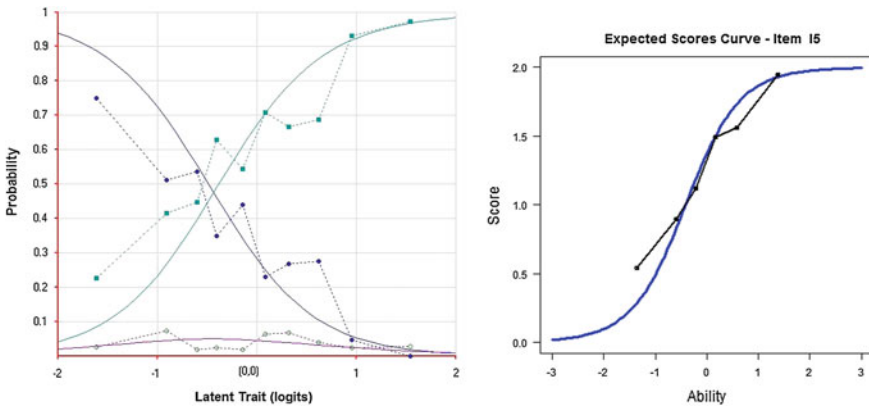 1
0.9
0.8
0.7
0.6
0.5
0.4
0.3
0.2
0.1
Probability
-2 -1 [0,0] 1 2
Latent Trait (logits)
Expected Scores Curve - Item I5
2.0
1.5
1.0
0.5
0.0
Score
-3 -2 -1 0 1 2 3
Ability